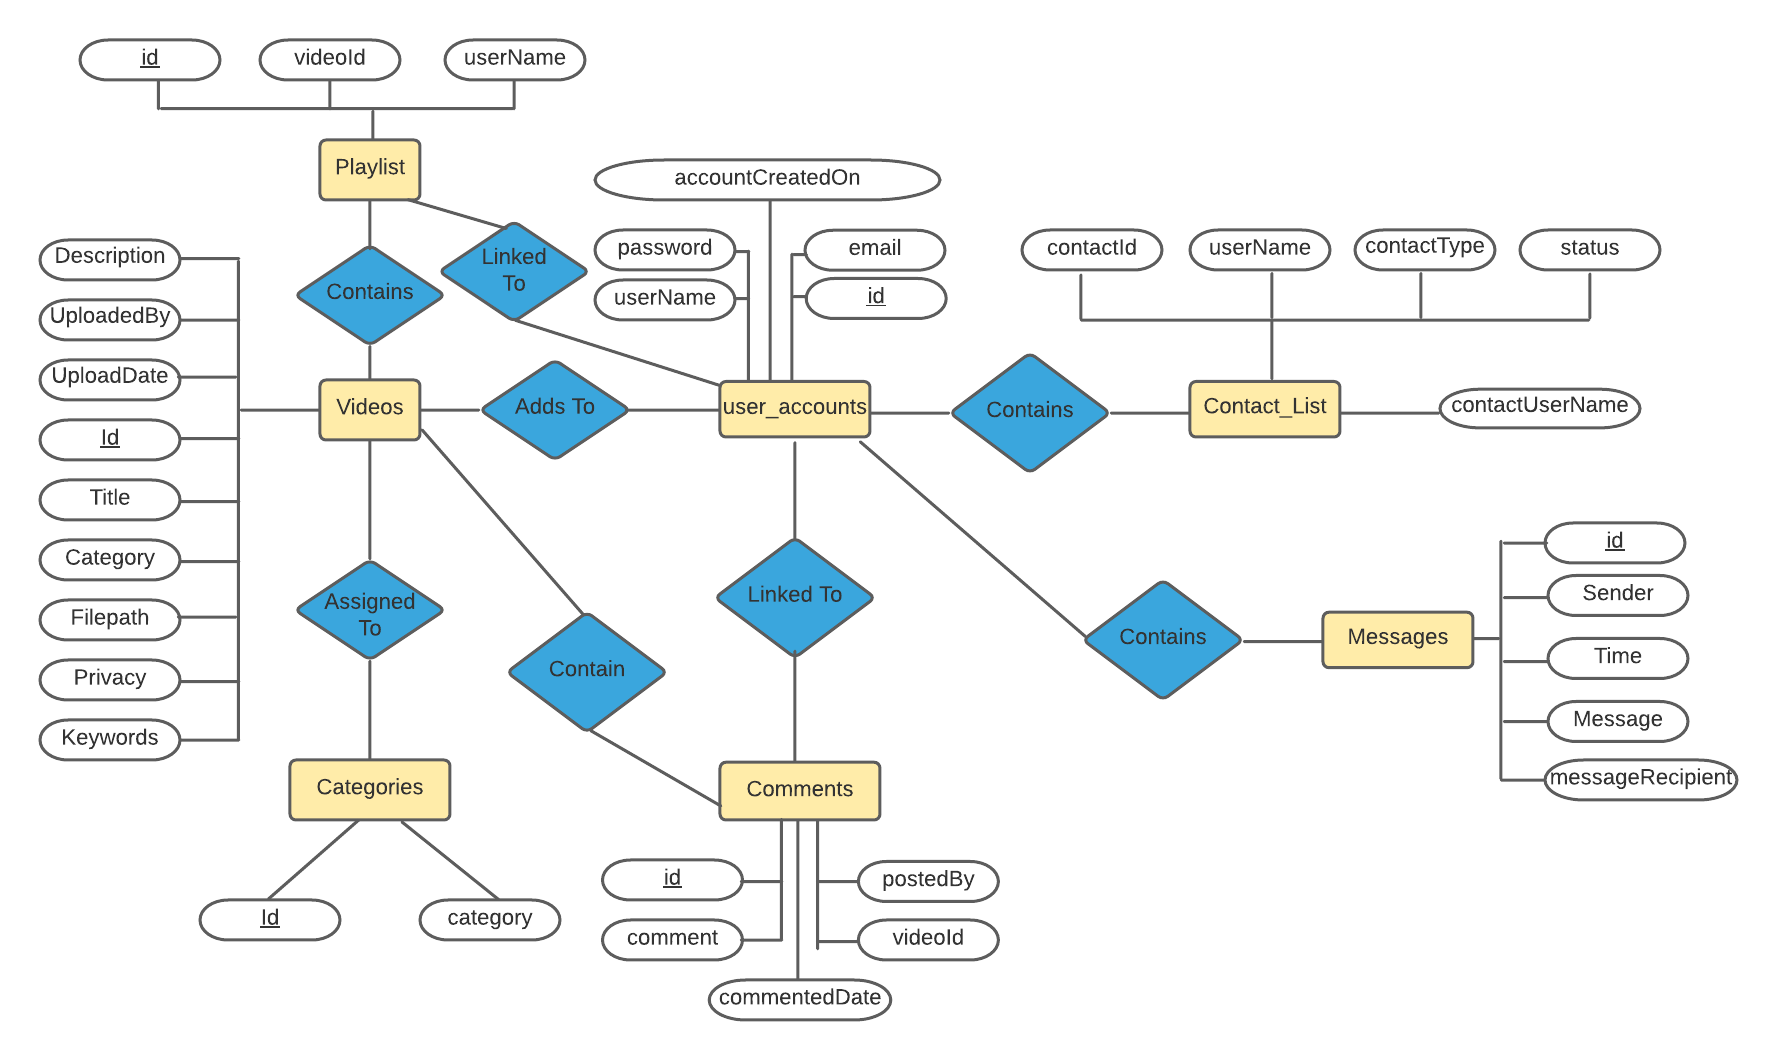 id
videoId
userName
Playlist
accountCreatedOn
Description
UploadedBy
UploadDate
Id
Title
Category
Filepath
Privacy
Keywords
Contains
Linked
To
password
userName
email
id
contactId
userName
contactType
status
Videos
Adds To
user_accounts
Contains
Contact_List
contactUserName
Assigned
To
Contain
Linked To
Contains
Messages
id
Sender
Time
Message
messageRecipient
Categories
Id
category
Comments
id
comment
postedBy
videoId
commentedDate